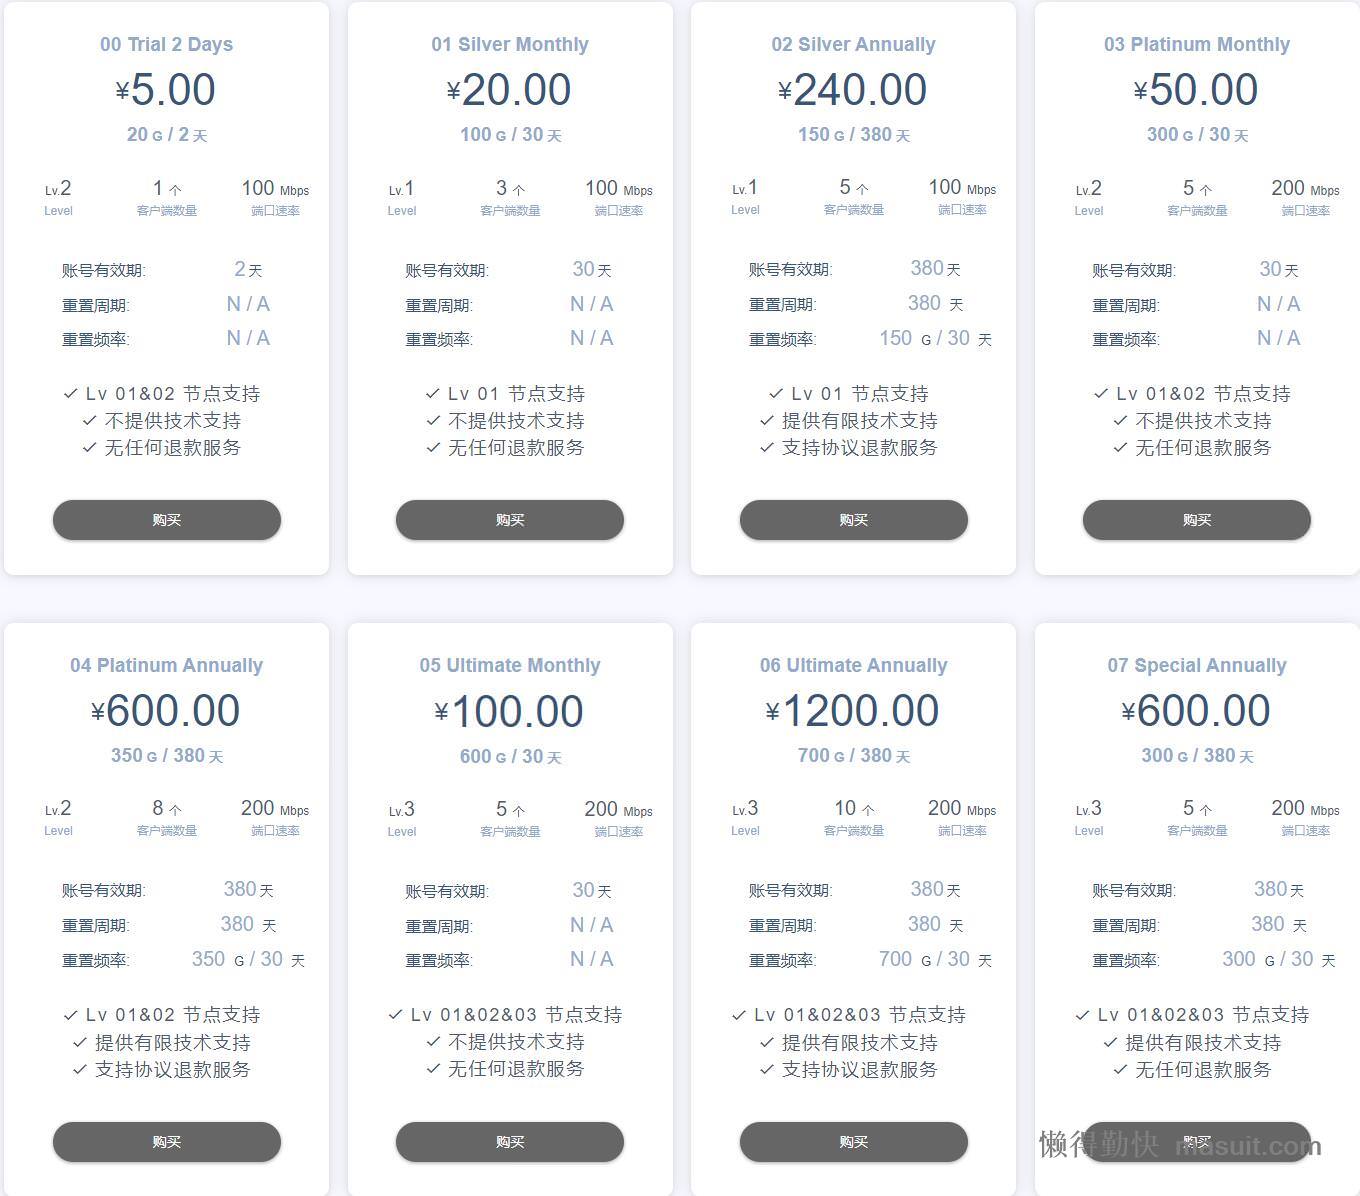 00 Trial 2 Days
¥5.00
20 G / 2 天
Lv.2 1 个 100 Mbps
Level 客户端数量 端口速率
账号有效期: 2 天
重置周期: N / A
重置频率: N / A
Lv 01&02 节点支持
不提供技术支持
无任何退款服务
购买
01 Silver Monthly
¥20.00
100 G / 30 天
Lv.1 3 个 100 Mbps
Level 客户端数量 端口速率
账号有效期: 30 天
重置周期: N / A
重置频率: N / A
Lv 01 节点支持
不提供技术支持
无任何退款服务
购买
02 Silver Annually
¥240.00
150 G / 380 天
Lv.1 5 个 100 Mbps
Level 客户端数量 端口速率
账号有效期: 380 天
重置周期: 380 天
重置频率: 150 G / 30 天
Lv 01 节点支持
提供有限技术支持
支持协议退款服务
购买
03 Platinum Monthly
¥50.00
300 G / 30 天
Lv.2 5 个 200 Mbps
Level 客户端数量 端口速率
账号有效期: 30 天
重置周期: N / A
重置频率: N / A
Lv 01&02 节点支持
不提供技术支持
无任何退款服务
购买
04 Platinum Annually
¥600.00
350 G / 380 天
Lv.2 8 个 200 Mbps
Level 客户端数量 端口速率
账号有效期: 380 天
重置周期: 380 天
重置频率: 350 G / 30 天
Lv 01&02 节点支持
提供有限技术支持
支持协议退款服务
购买
05 Ultimate Monthly
¥100.00
600 G / 30 天
Lv.3 5 个 200 Mbps
Level 客户端数量 端口速率
账号有效期: 30 天
重置周期: N / A
重置频率: N / A
Lv 01&02&03 节点支持
不提供技术支持
无任何退款服务
购买
06 Ultimate Annually
¥1200.00
700 G / 380 天
Lv.3 10 个 200 Mbps
Level 客户端数量 端口速率
账号有效期: 380 天
重置周期: 380 天
重置频率: 700 G / 30 天
Lv 01&02&03 节点支持
提供有限技术支持
支持协议退款服务
购买
07 Special Annually
¥600.00
300 G / 380 天
Lv.3 5 个 200 Mbps
Level 客户端数量 端口速率
账号有效期: 380 天
重置周期: 380 天
重置频率: 300 G / 30 天
Lv 01&02&03 节点支持
提供有限技术支持
无任何退款服务
购买
懒得勤快 masuit.com